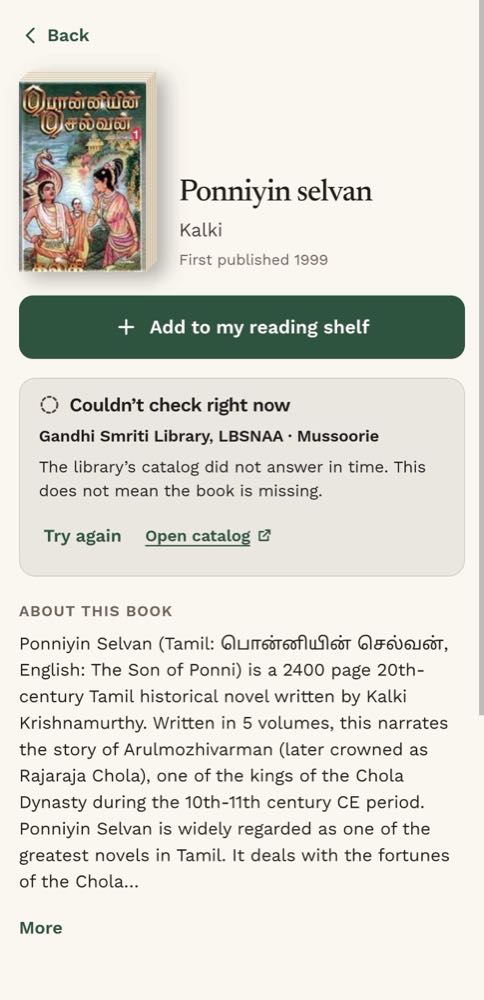 Back
பொன்னியின்
செல்வன்
1
Ponniyin selvan
Kalki
First published 1999
+ Add to my reading shelf
Couldn’t check right now
Gandhi Smriti Library, LBSNAA · Mussoorie
The library’s catalog did not answer in time. This
does not mean the book is missing.
Try again Open catalog
ABOUT THIS BOOK
Ponniyin Selvan (Tamil: பொன்னியின் செல்வன்,
English: The Son of Ponni) is a 2400 page 20th-
century Tamil historical novel written by Kalki
Krishnamurthy. Written in 5 volumes, this narrates
the story of Arulmozhivarman (later crowned as
Rajaraja Chola), one of the kings of the Chola
Dynasty during the 10th-11th century CE period.
Ponniyin Selvan is widely regarded as one of the
greatest novels in Tamil. It deals with the fortunes
of the Chola…
More